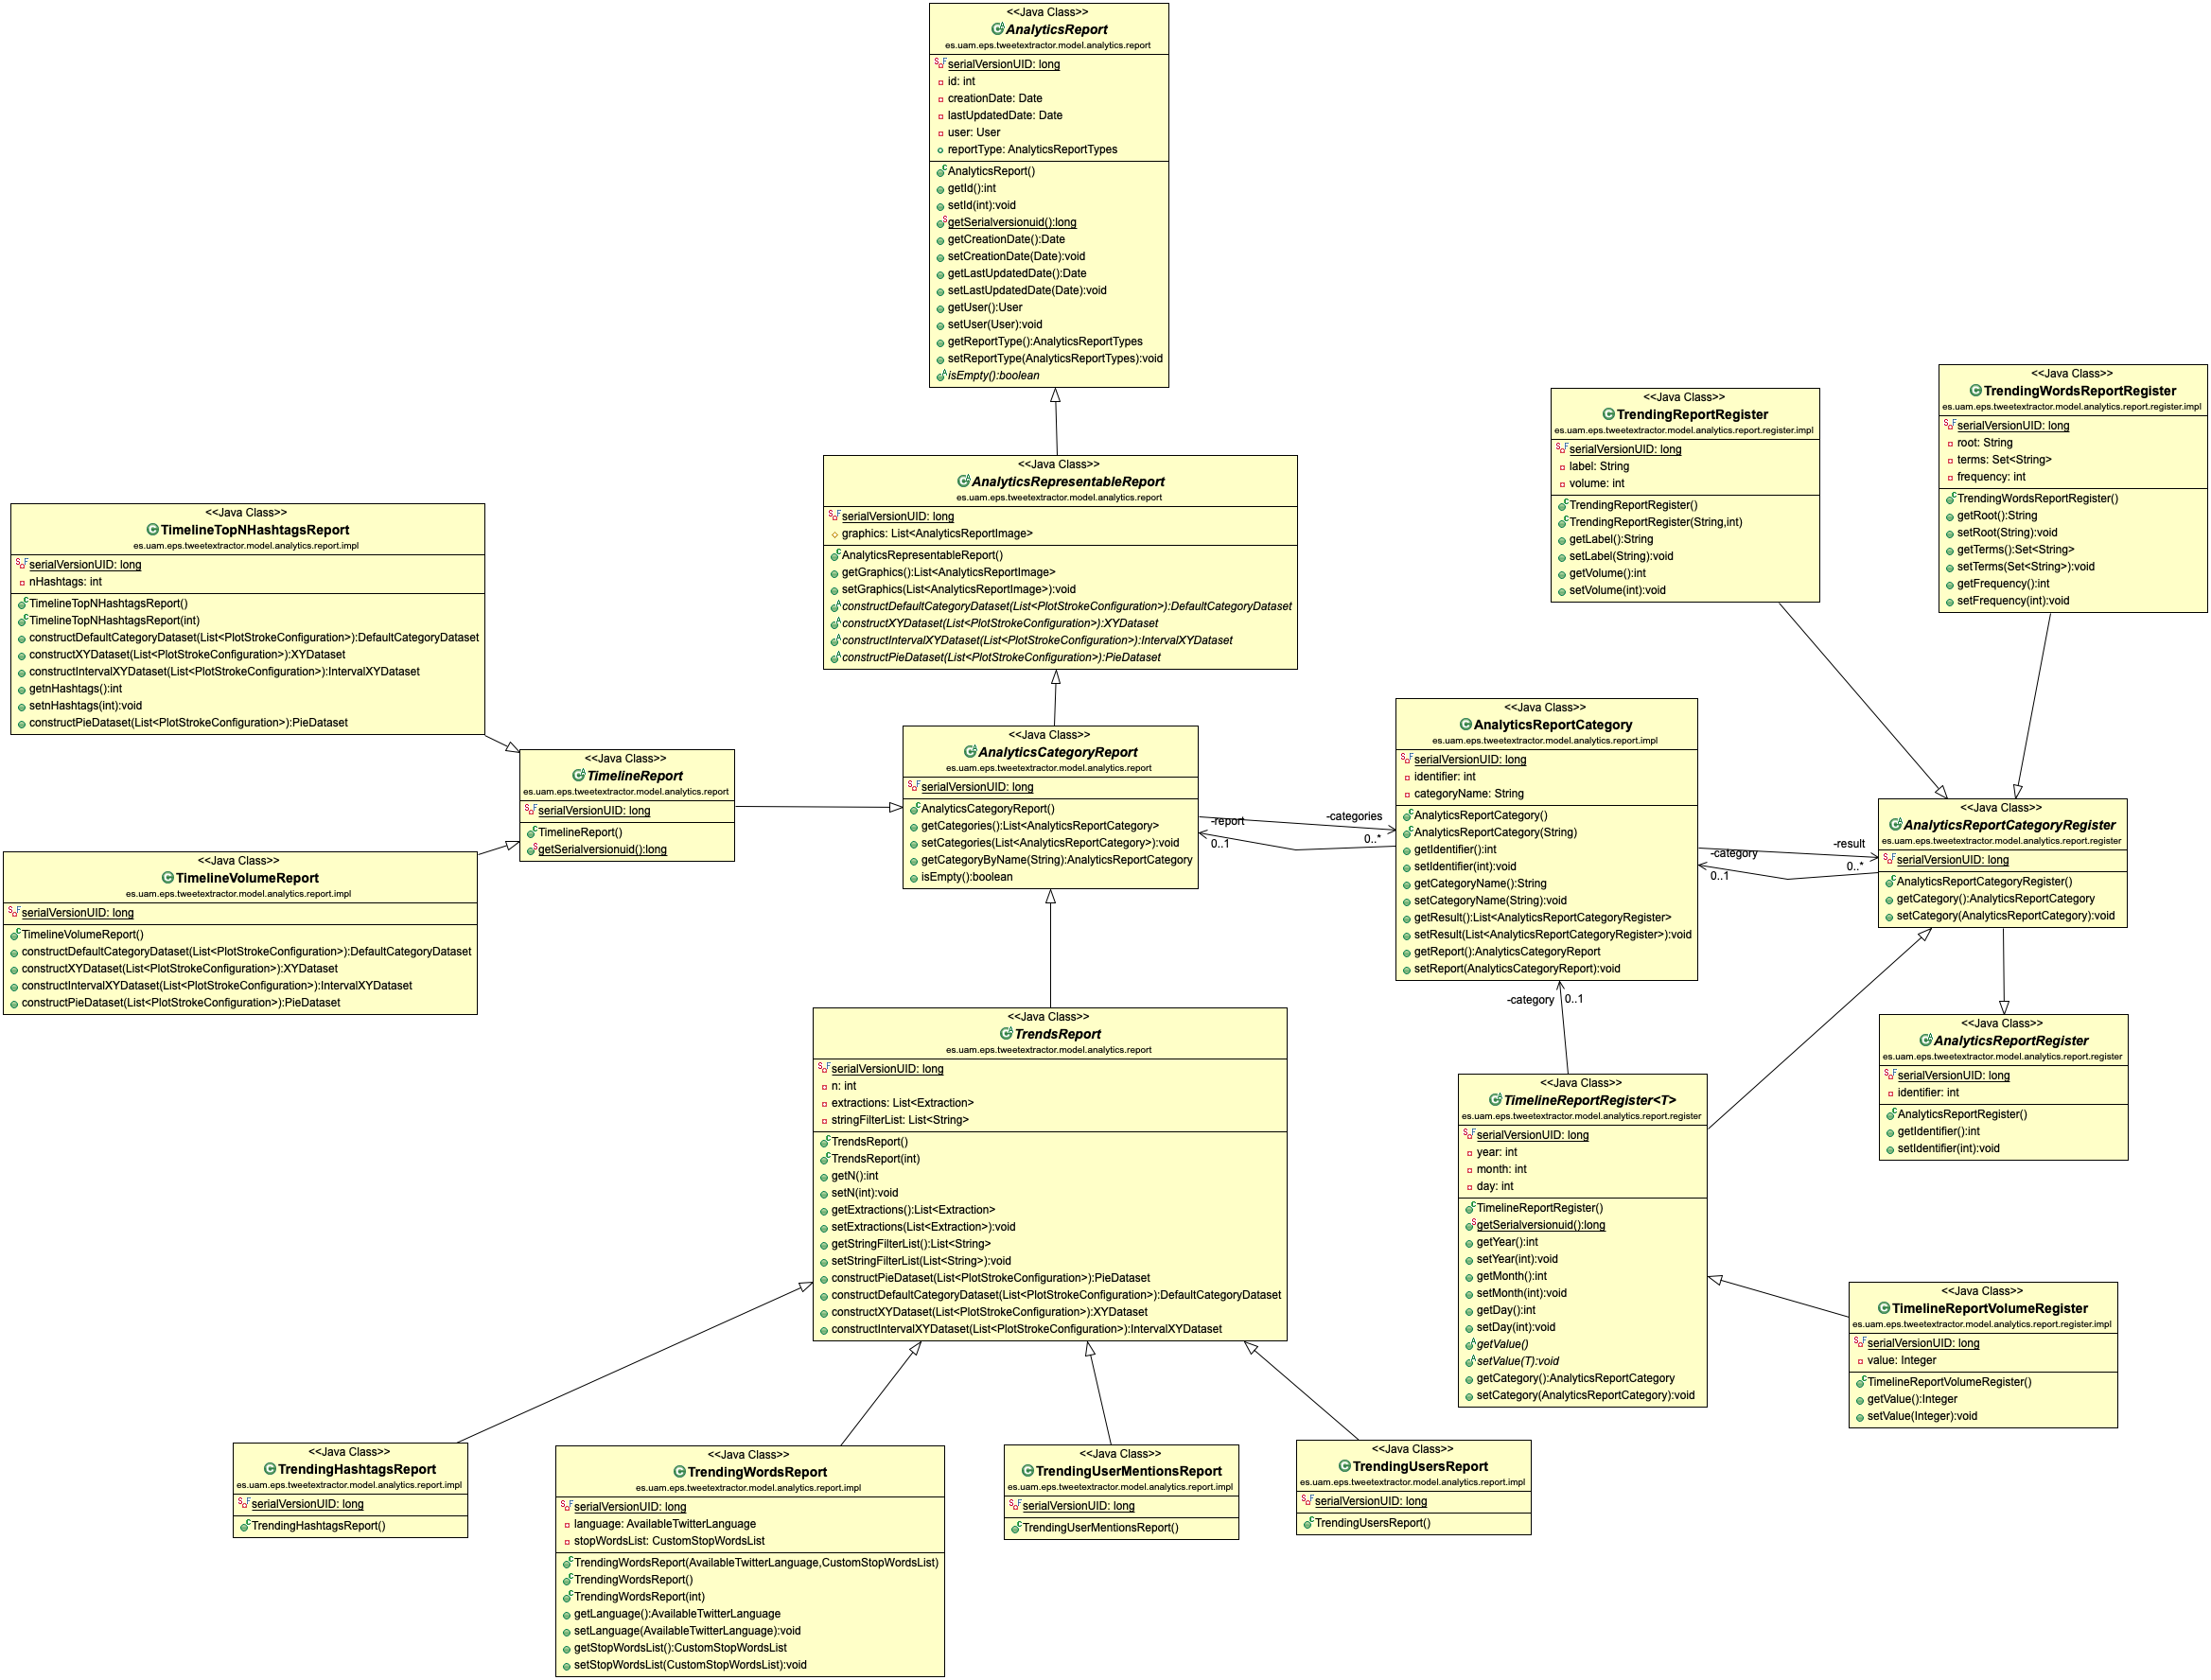 <<Java Class>>
AnalyticsReport
es.uam.eps.tweetextractor.model.analytics.report
serialVersionUID: long
id: int
creationDate: Date
lastUpdatedDate: Date
user: User
reportType: AnalyticsReportTypes
AnalyticsReport()
getId():int
setId(int):void
getSerialversionuid():long
getCreationDate():Date
setCreationDate(Date):void
getLastUpdatedDate():Date
setLastUpdatedDate(Date):void
getUser():User
setUser(User):void
getReportType():AnalyticsReportTypes
setReportType(AnalyticsReportTypes):void
isEmpty():boolean
<<Java Class>>
TrendingWordsReportRegister
es.uam.eps.tweetextractor.model.analytics.report.register.impl
serialVersionUID: long
root: String
terms: Set<String>
frequency: int
TrendingWordsReportRegister()
getRoot():String
setRoot(String):void
getTerms():Set<String>
setTerms(Set<String>):void
getFrequency():int
setFrequency(int):void
<<Java Class>>
TrendingReportRegister
es.uam.eps.tweetextractor.model.analytics.report.register.impl
serialVersionUID: long
label: String
volume: int
TrendingReportRegister()
TrendingReportRegister(String,int)
getLabel():String
setLabel(String):void
getVolume():int
setVolume(int):void
<<Java Class>>
AnalyticsRepresentableReport
es.uam.eps.tweetextractor.model.analytics.report
serialVersionUID: long
graphics: List<AnalyticsReportImage>
AnalyticsRepresentableReport()
getGraphics():List<AnalyticsReportImage>
setGraphics(List<AnalyticsReportImage>):void
constructDefaultCategoryDataset(List<PlotStrokeConfiguration>):DefaultCategoryDataset
constructXYDataset(List<PlotStrokeConfiguration>):XYDataset
constructIntervalXYDataset(List<PlotStrokeConfiguration>):IntervalXYDataset
constructPieDataset(List<PlotStrokeConfiguration>):PieDataset
<<Java Class>>
TimelineTopNHashtagsReport
es.uam.eps.tweetextractor.model.analytics.report.impl
serialVersionUID: long
nHashtags: int
TimelineTopNHashtagsReport()
TimelineTopNHashtagsReport(int)
constructDefaultCategoryDataset(List<PlotStrokeConfiguration>):DefaultCategoryDataset
constructXYDataset(List<PlotStrokeConfiguration>):XYDataset
constructIntervalXYDataset(List<PlotStrokeConfiguration>):IntervalXYDataset
getnHashtags():int
setnHashtags(int):void
constructPieDataset(List<PlotStrokeConfiguration>):PieDataset
<<Java Class>>
TimelineReport
es.uam.eps.tweetextractor.model.analytics.report
serialVersionUID: long
TimelineReport()
getSerialversionuid():long
<<Java Class>>
TimelineVolumeReport
es.uam.eps.tweetextractor.model.analytics.report.impl
serialVersionUID: long
TimelineVolumeReport()
constructDefaultCategoryDataset(List<PlotStrokeConfiguration>):DefaultCategoryDataset
constructXYDataset(List<PlotStrokeConfiguration>):XYDataset
constructIntervalXYDataset(List<PlotStrokeConfiguration>):IntervalXYDataset
constructPieDataset(List<PlotStrokeConfiguration>):PieDataset
<<Java Class>>
AnalyticsCategoryReport
es.uam.eps.tweetextractor.model.analytics.report
serialVersionUID: long
AnalyticsCategoryReport()
getCategories():List<AnalyticsReportCategory>
setCategories(List<AnalyticsReportCategory>):void
getCategoryByName(String):AnalyticsReportCategory
isEmpty():boolean
-report
0..1
-categories
0..*
<<Java Class>>
AnalyticsReportCategory
es.uam.eps.tweetextractor.model.analytics.report.impl
serialVersionUID: long
identifier: int
categoryName: String
AnalyticsReportCategory()
AnalyticsReportCategory(String)
getIdentifier():int
setIdentifier(int):void
getCategoryName():String
setCategoryName(String):void
getResult():List<AnalyticsReportCategoryRegister>
setResult(List<AnalyticsReportCategoryRegister>):void
getReport():AnalyticsCategoryReport
setReport(AnalyticsCategoryReport):void
-category
0..1
-result
0..*
<<Java Class>>
AnalyticsReportCategoryRegister
es.uam.eps.tweetextractor.model.analytics.report.register
serialVersionUID: long
AnalyticsReportCategoryRegister()
getCategory():AnalyticsReportCategory
setCategory(AnalyticsReportCategory):void
-category
0..1
<<Java Class>>
AnalyticsReportRegister
es.uam.eps.tweetextractor.model.analytics.report.register
serialVersionUID: long
identifier: int
AnalyticsReportRegister()
getIdentifier():int
setIdentifier(int):void
<<Java Class>>
TrendsReport
es.uam.eps.tweetextractor.model.analytics.report
serialVersionUID: long
n: int
extractions: List<Extraction>
stringFilterList: List<String>
TrendsReport()
TrendsReport(int)
getN():int
setN(int):void
getExtractions():List<Extraction>
setExtractions(List<Extraction>):void
getStringFilterList():List<String>
setStringFilterList(List<String>):void
constructPieDataset(List<PlotStrokeConfiguration>):PieDataset
constructDefaultCategoryDataset(List<PlotStrokeConfiguration>):DefaultCategoryDataset
constructXYDataset(List<PlotStrokeConfiguration>):XYDataset
constructIntervalXYDataset(List<PlotStrokeConfiguration>):IntervalXYDataset
<<Java Class>>
TimelineReportRegister<T>
es.uam.eps.tweetextractor.model.analytics.report.register
serialVersionUID: long
year: int
month: int
day: int
TimelineReportRegister()
getSerialversionuid():long
getYear():int
setYear(int):void
getMonth():int
setMonth(int):void
getDay():int
setDay(int):void
getValue()
setValue(T):void
getCategory():AnalyticsReportCategory
setCategory(AnalyticsReportCategory):void
<<Java Class>>
TimelineReportVolumeRegister
es.uam.eps.tweetextractor.model.analytics.report.register.impl
serialVersionUID: long
value: Integer
TimelineReportVolumeRegister()
getValue():Integer
setValue(Integer):void
<<Java Class>>
TrendingHashtagsReport
es.uam.eps.tweetextractor.model.analytics.report.impl
serialVersionUID: long
TrendingHashtagsReport()
<<Java Class>>
TrendingWordsReport
es.uam.eps.tweetextractor.model.analytics.report.impl
serialVersionUID: long
language: AvailableTwitterLanguage
stopWordsList: CustomStopWordsList
TrendingWordsReport(AvailableTwitterLanguage,CustomStopWordsList)
TrendingWordsReport()
TrendingWordsReport(int)
getLanguage():AvailableTwitterLanguage
setLanguage(AvailableTwitterLanguage):void
getStopWordsList():CustomStopWordsList
setStopWordsList(CustomStopWordsList):void
<<Java Class>>
TrendingUserMentionsReport
es.uam.eps.tweetextractor.model.analytics.report.impl
serialVersionUID: long
TrendingUserMentionsReport()
<<Java Class>>
TrendingUsersReport
es.uam.eps.tweetextractor.model.analytics.report.impl
serialVersionUID: long
TrendingUsersReport()